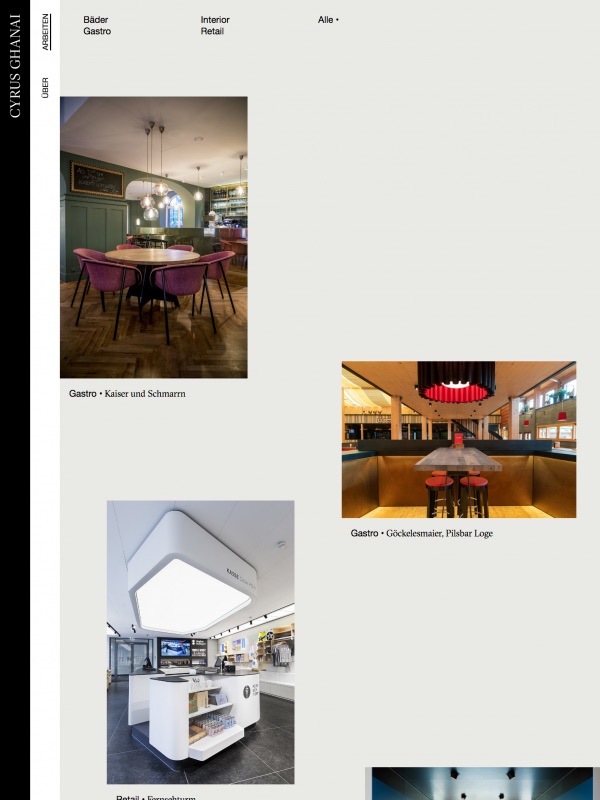 CYRUS GHANAI
ARBEITEN
ÜBER
Bäder
Gastro
Interior
Retail
Alle •
Gastro • Kaiser und Schmarrn
Gastro • Göckelesmaier, Pilsbar Loge
KASSE
Retail • Fernsehturm